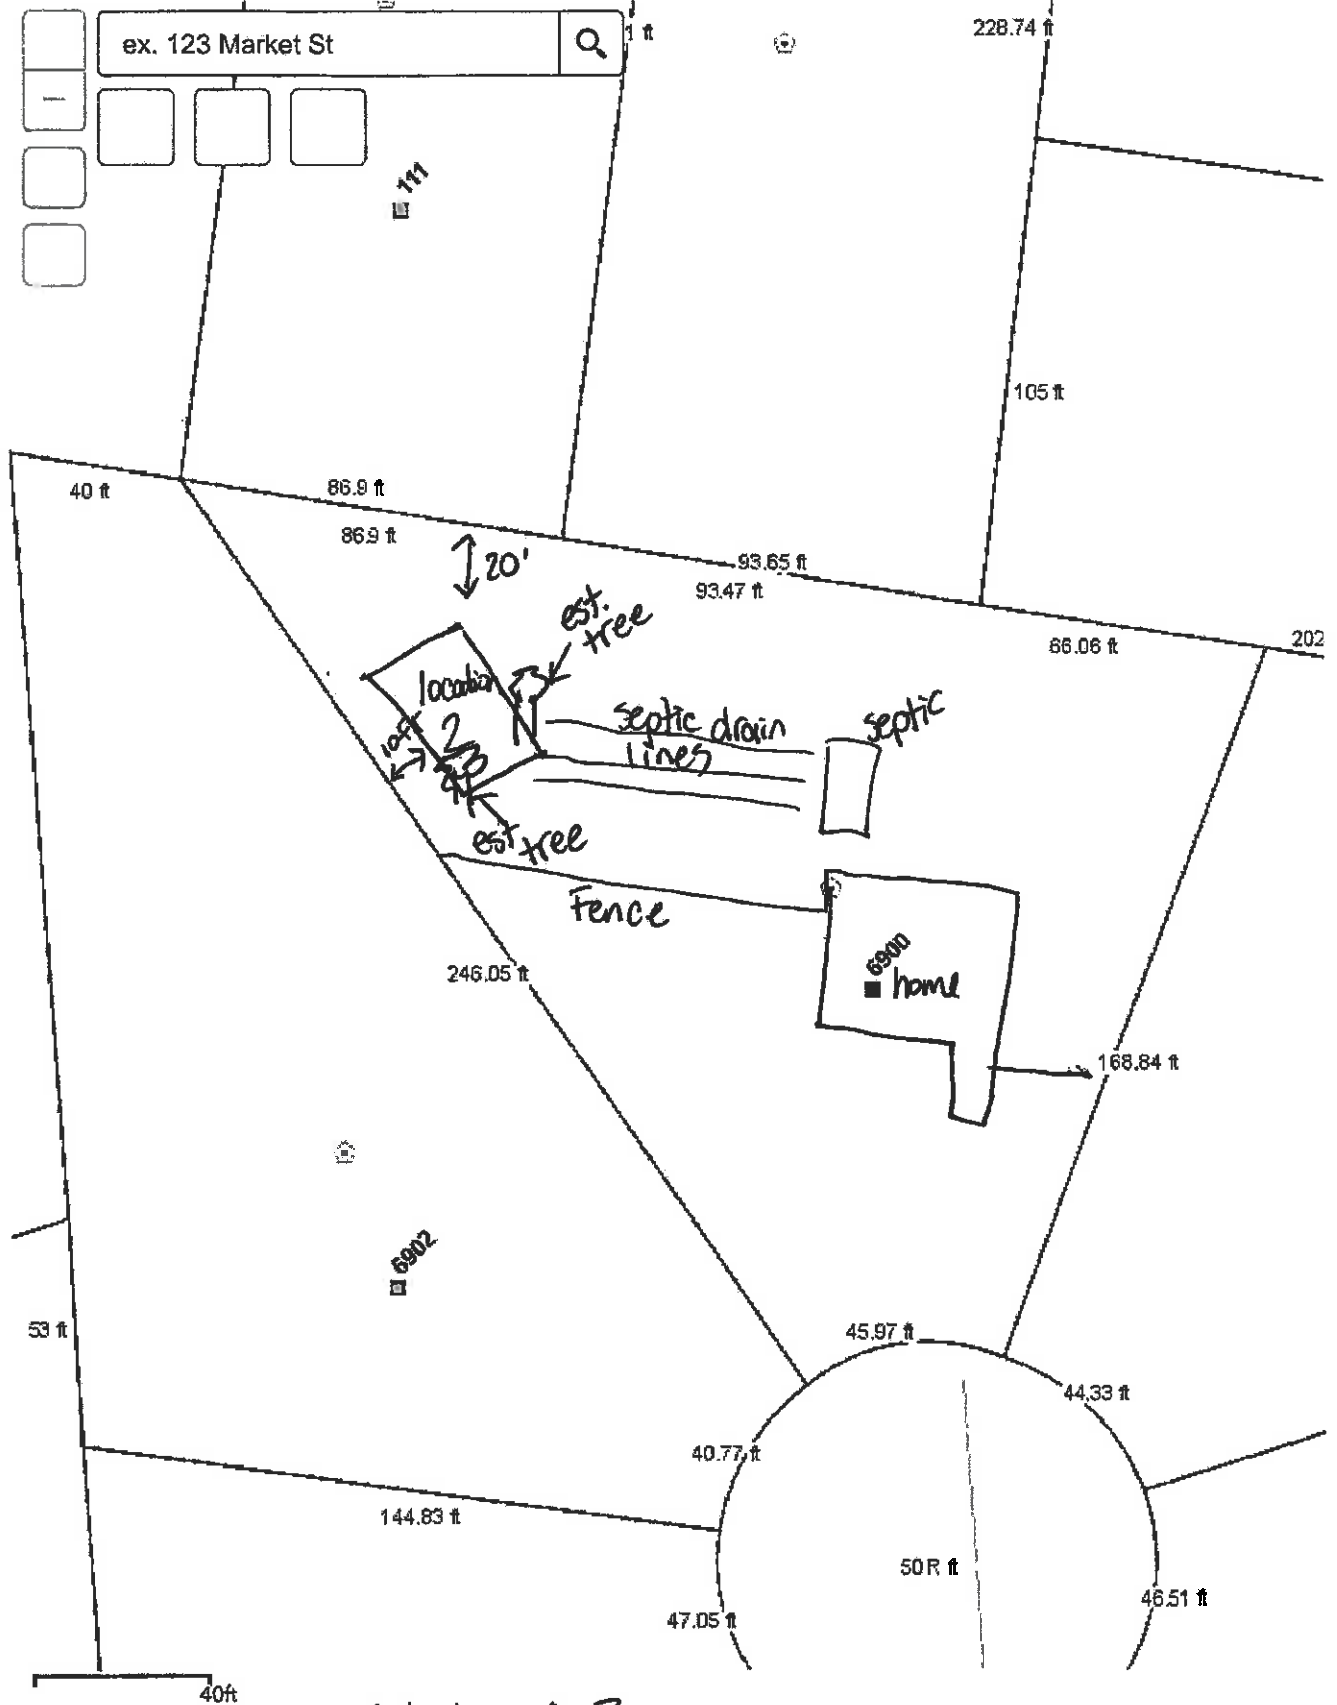 1 ft
228.74 ft
ex. 123 Market St
111
105 ft
40 ft
86.9 ft
86.9 ft
20'
93.65 ft
93.47 ft
est.
tree
66.06 ft
202
location
2
septic drain
lines
septic
est tree
Fence
246.05 ft
6900
home
168.84 ft
6902
53 ft
45.97 ft
44.33 ft
40.77 ft
144.83 ft
50 R ft
46.51 ft
47.05 ft
40ft